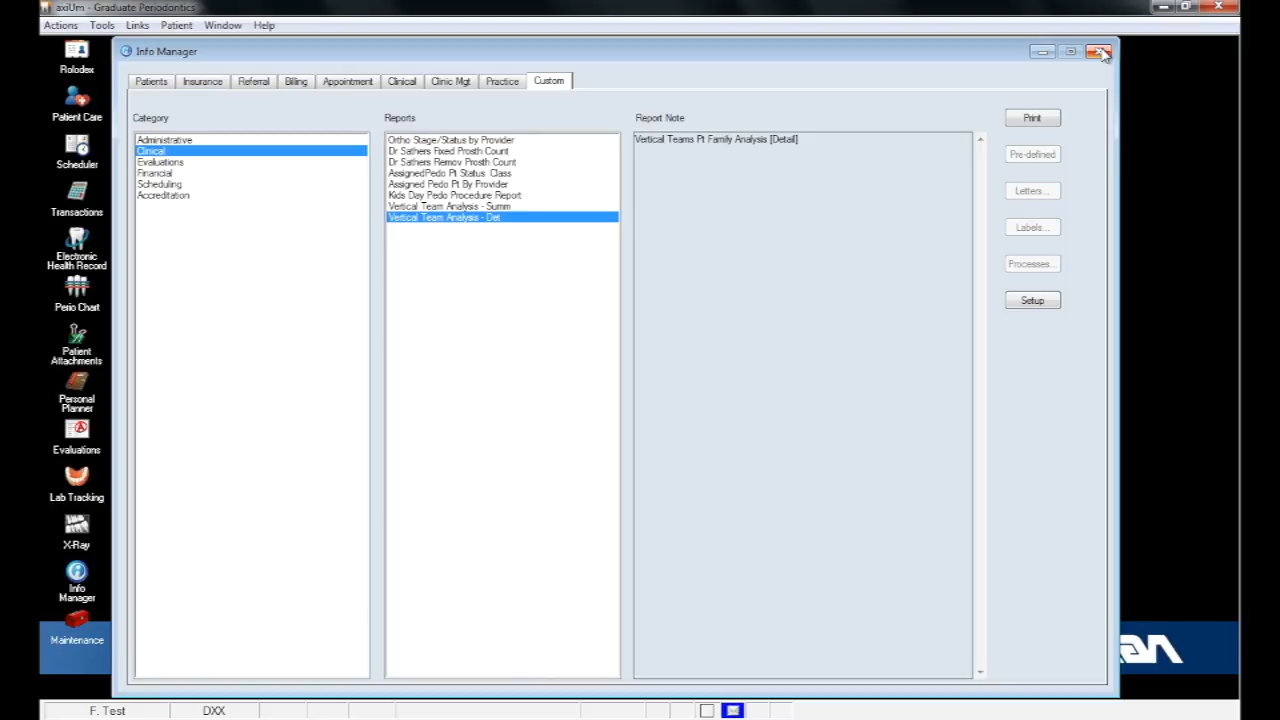 axiUm - Graduate Periodontics
Actions Tools Links Patient Window Help
Rolodex
Patient Care
Scheduler
Transactions
Electronic
Health Record
Perio Chart
Patient
Attachments
Personal
Planner
Evaluations
Lab Tracking
X-Ray
Info
Manager
Maintenance
Info Manager
Patients Insurance Referral Billing Appointment Clinical Clinic Mgt Practice Custom
Category
Administrative
Clinical
Evaluations
Financial
Scheduling
Accreditation
Reports
Ortho Stage/Status by Provider
Dr Sathers Fixed Prosth Count
Dr Sathers Remov Prosth Count
AssignedPedo Pt Status Class
Assigned Pedo Pt By Provider
Kids Day Pedo Procedure Report
Vertical Team Analysis - Summ
Vertical Team Analysis - Det
Report Note
Vertical Teams Pt Family Analysis [Detail]
Print
Pre-defined
Letters...
Labels...
Processes...
Setup
F. Test DXX